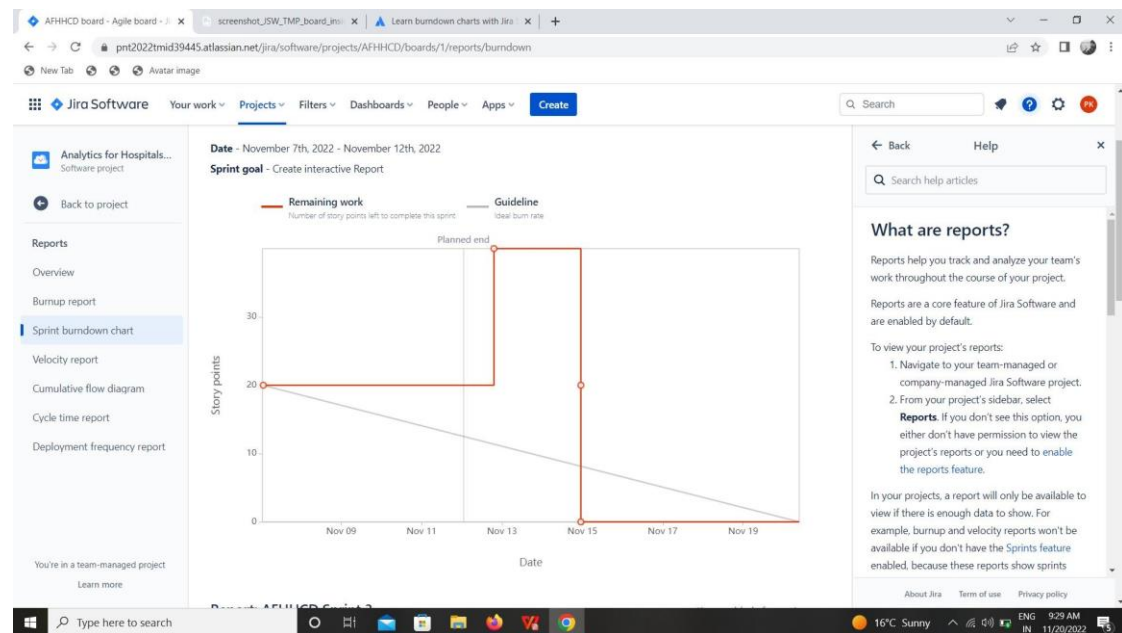 AFHHCD board - Agile board - Ji
screenshot_JSW_TMP_board_insi
Learn burndown charts with Jira
pnt2022tmid39445.atlassian.net/jira/software/projects/AFHHCD/boards/1/reports/burndown
New Tab
Avatar image
Jira Software
Your work
Projects
Filters
Dashboards
People
Apps
Create
Search
PK
Analytics for Hospitals...
Software project
Back to project
Reports
Overview
Burnup report
Sprint burndown chart
Velocity report
Cumulative flow diagram
Cycle time report
Deployment frequency report
You're in a team-managed project
Learn more
Date - November 7th, 2022 - November 12th, 2022
Sprint goal - Create interactive Report
Remaining work
Number of story points left to complete this sprint
Guideline
Ideal burn rate
Planned end
30
20
10
0
Story points
Nov 09
Nov 11
Nov 13
Nov 15
Nov 17
Nov 19
Date
Back
Help
Search help articles
What are reports?
Reports help you track and analyze your team's
work throughout the course of your project.
Reports are a core feature of Jira Software and
are enabled by default.
To view your project's reports:
1. Navigate to your team-managed or
company-managed Jira Software project.
2. From your project's sidebar, select
Reports. If you don't see this option, you
either don't have permission to view the
project's reports or you need to enable
the reports feature.
In your projects, a report will only be available to
view if there is enough data to show. For
example, burnup and velocity reports won't be
available if you don't have the Sprints feature
enabled, because these reports show sprints
About Jira
Term of use
Privacy policy
Type here to search
16°C Sunny
ENG
IN
9:29 AM
11/20/2022